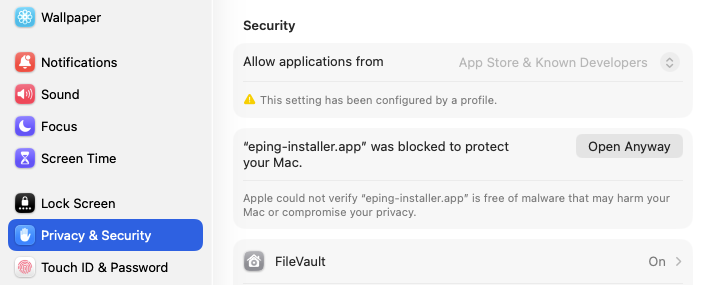 Wallpaper
Notifications
Sound
Focus
Screen Time
Lock Screen
Privacy & Security
Touch ID & Password
Security
Allow applications from
App Store & Known Developers
This setting has been configured by a profile.
“eping-installer.app” was blocked to protect
your Mac.
Open Anyway
Apple could not verify “eping-installer.app” is free of malware that may harm your
Mac or compromise your privacy.
FileVault
On